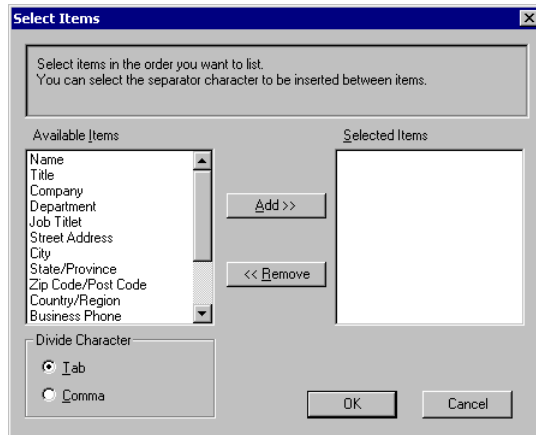 Select Items
Select items in the order you want to list.
You can select the separator character to be inserted between items.
Available Items
Selected Items
Name
Title
Company
Department
Job Titlet
Street Address
City
State/Province
Zip Code/Post Code
Country/Region
Business Phone
Add >>
<< Remove
Divide Character
Tab
Comma
OK
Cancel